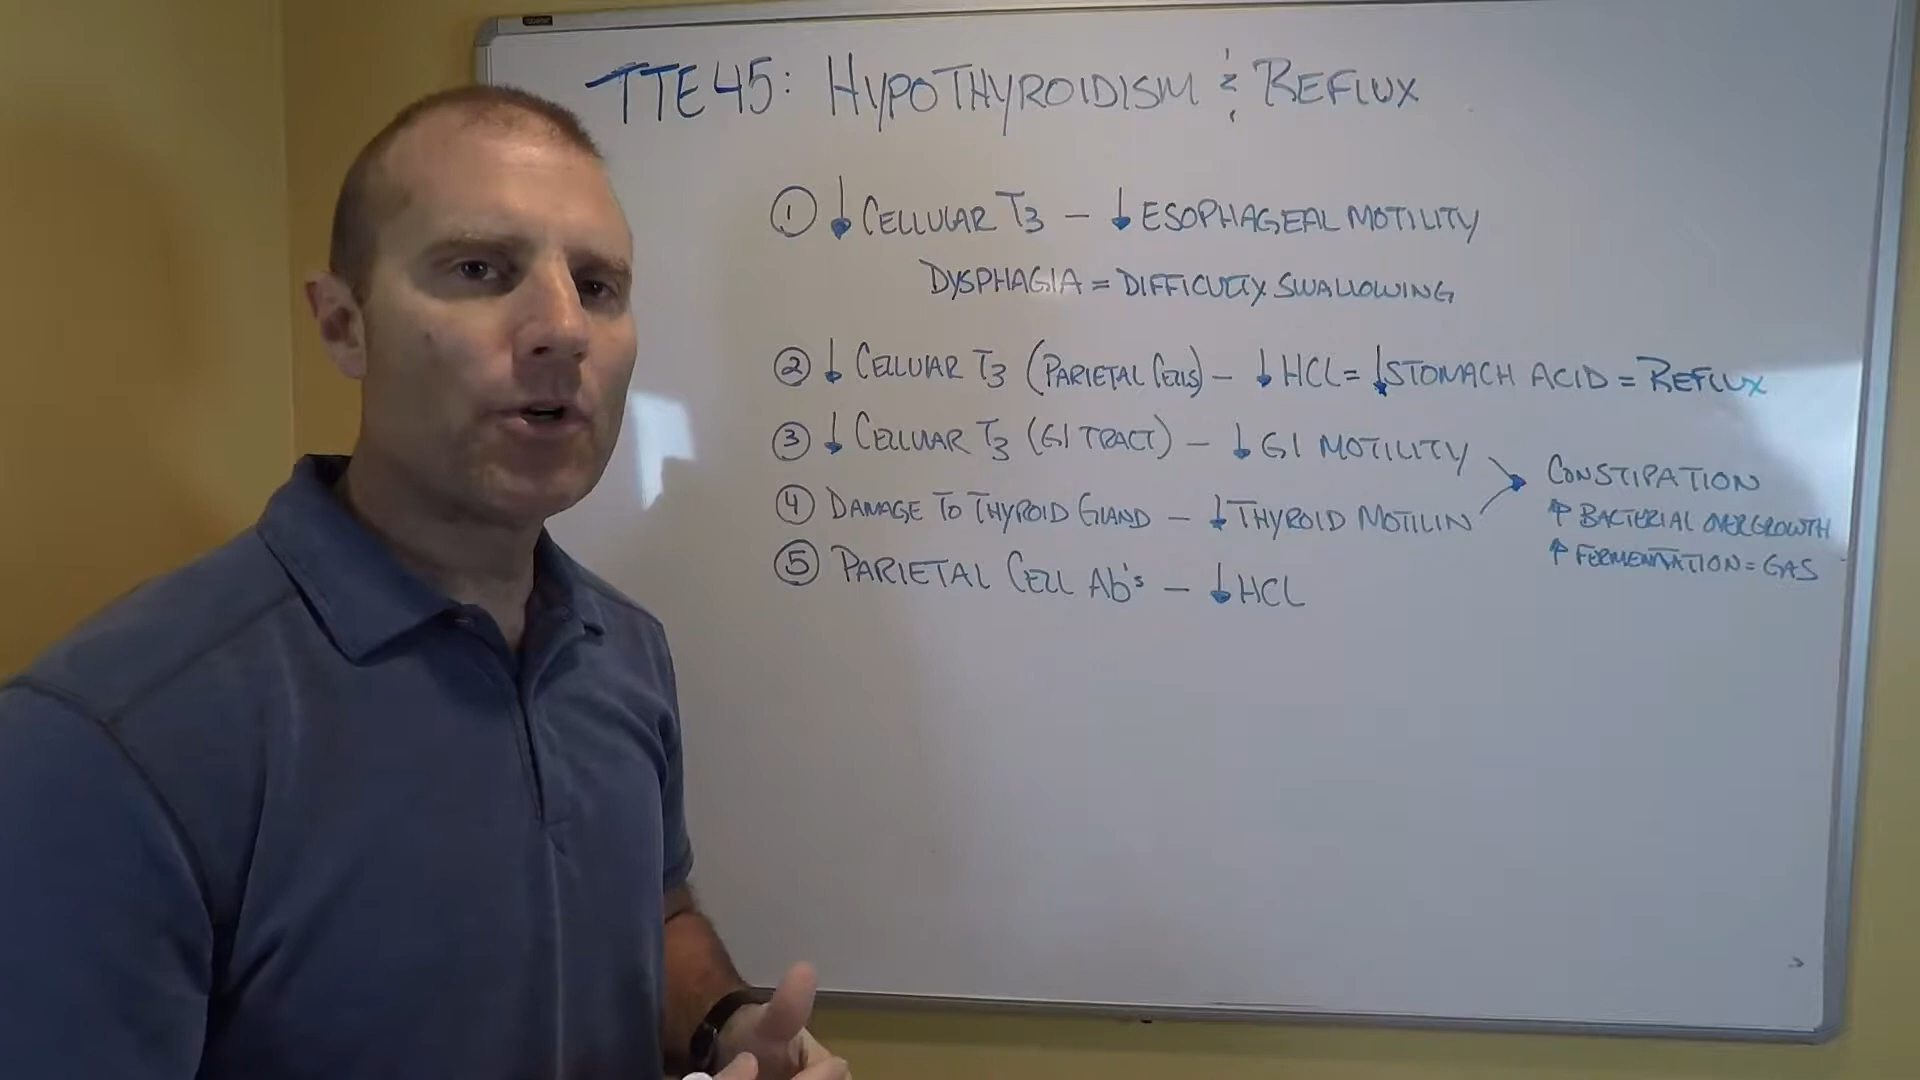 TTE45: HYPOTHYROIDISM & REFLUX
① ↓ CELLULAR T3 – ↓ ESOPHAGEAL MOTILITY
DYSPHAGIA = DIFFICULTY SWALLOWING
② ↓ CELLULAR T3 (PARIETAL CELLS) – ↓ HCL = ↓ STOMACH ACID = REFLUX
③ ↓ CELLULAR T3 (GI TRACT) – ↓ GI MOTILITY
④ DAMAGE TO THYROID GLAND – ↓ THYROID MOTILIN
⑤ PARIETAL CELL Ab's – ↓ HCL
CONSTIPATION
↑ BACTERIAL OVERGROWTH
↑ FERMENTATION = GAS